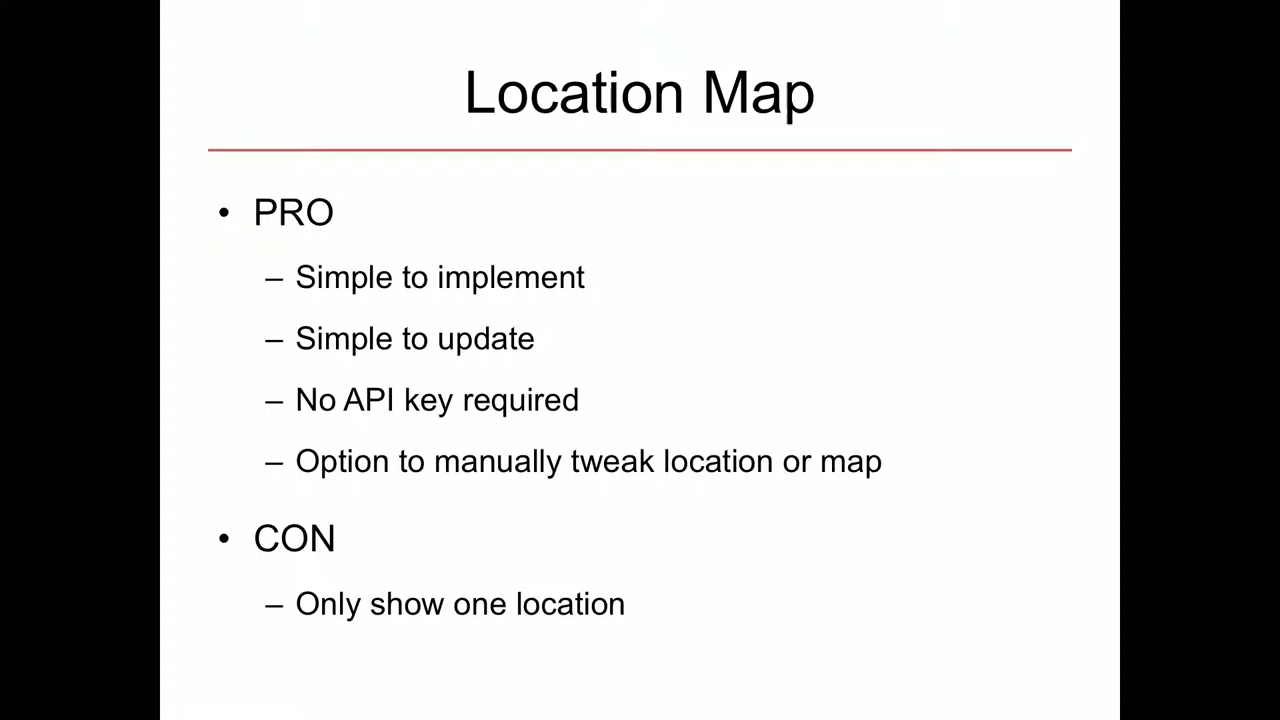 Location Map
• PRO
– Simple to implement
– Simple to update
– No API key required
– Option to manually tweak location or map
• CON
– Only show one location